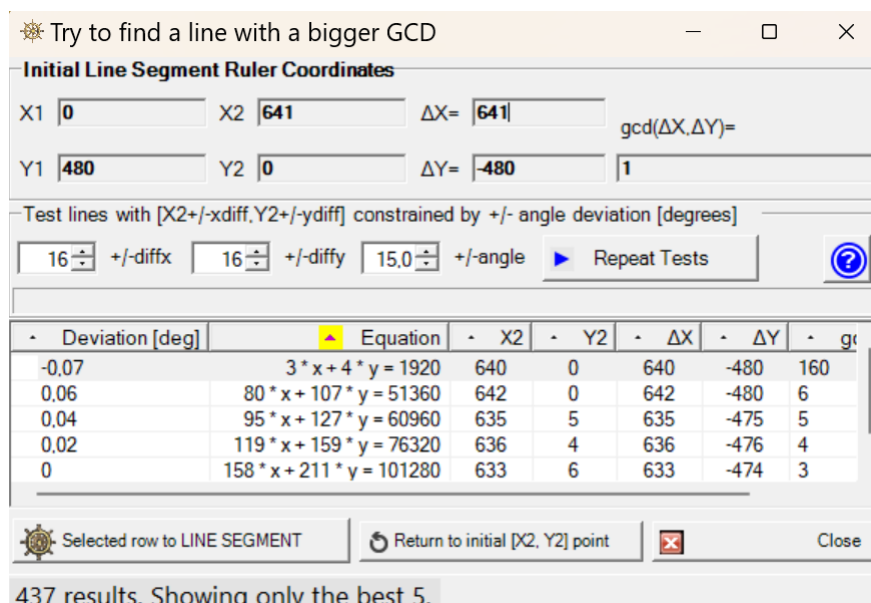 Try to find a line with a bigger GCD
Initial Line Segment Ruler Coordinates
X1 0 X2 641 ΔX= 641 gcd(ΔX,ΔY)=
Y1 480 Y2 0 ΔY= -480 1
Test lines with [X2+/-xdiff,Y2+/-ydiff] constrained by +/- angle deviation [degrees]
16 +/-diffx 16 +/-diffy 15,0 +/-angle Repeat Tests ?
Deviation [deg] Equation X2 Y2 ΔX ΔY
-0,07 3 * x + 4 * y = 1920 640 0 640 -480 160
0,06 80 * x + 107 * y = 51360 642 0 642 -480 6
0,04 95 * x + 127 * y = 60960 635 5 635 -475 5
0,02 119 * x + 159 * y = 76320 636 4 636 -476 4
0 158 * x + 211 * y = 101280 633 6 633 -474 3
Selected row to LINE SEGMENT Return to initial [X2, Y2] point Close
437 results. Showing only the best 5.